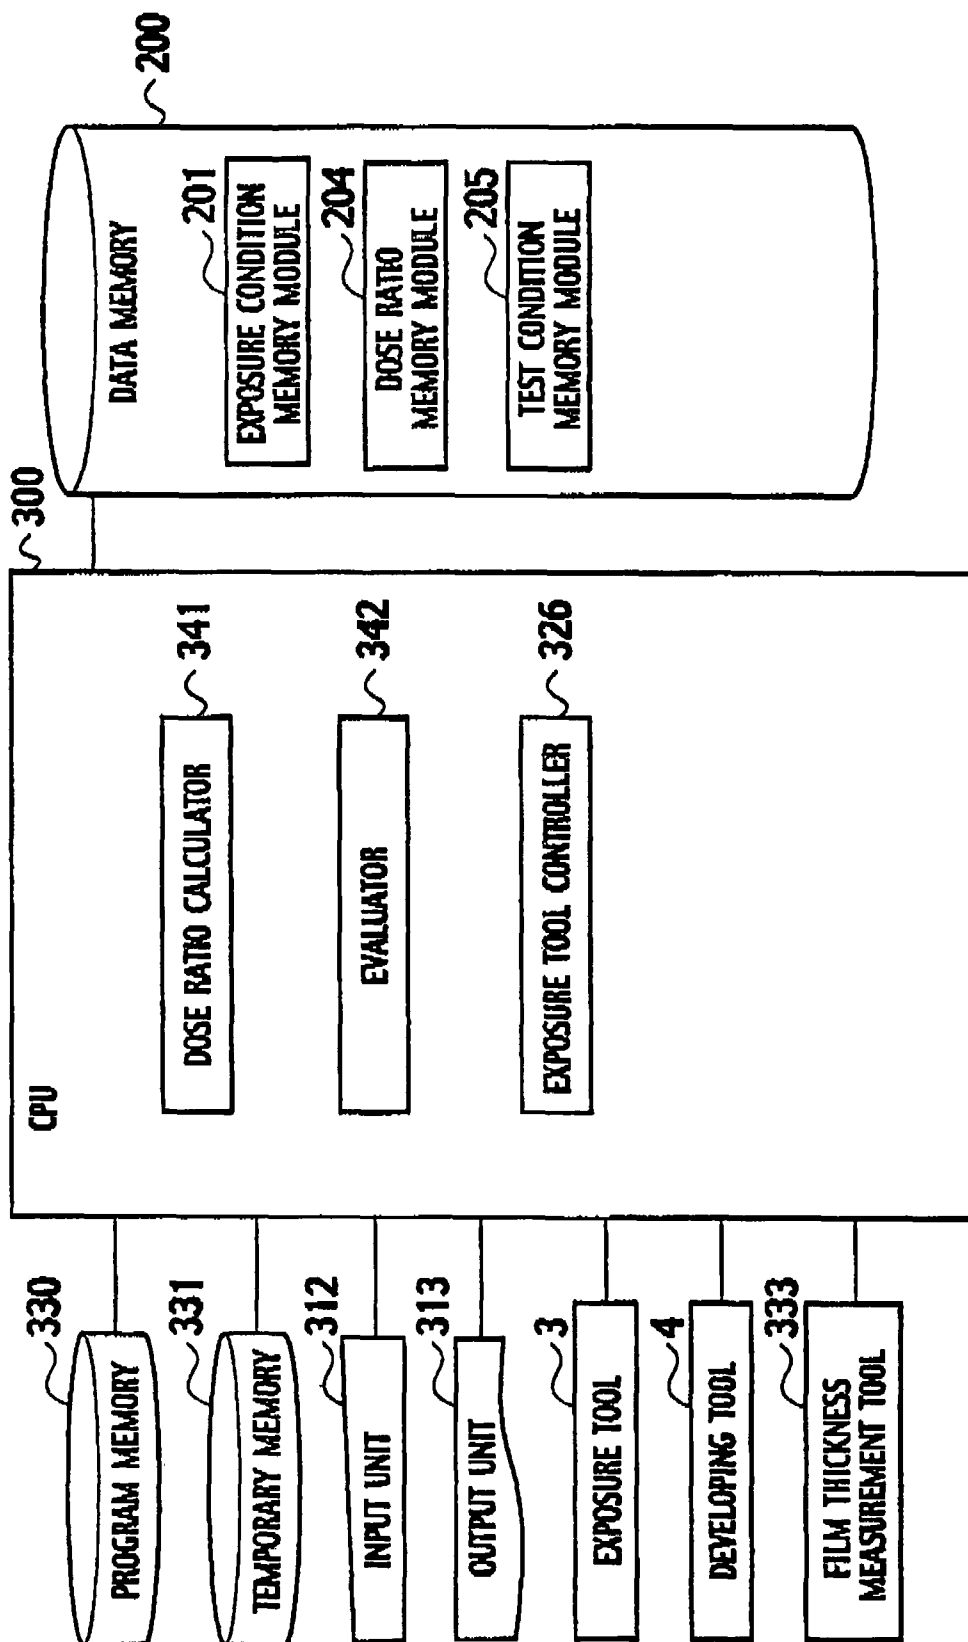 330
PROGRAM MEMORY
331
TEMPORARY MEMORY
312
INPUT UNIT
313
OUTPUT UNIT
3
EXPOSURE TOOL
4
DEVELOPING TOOL
333
FILM THICKNESS
MEASUREMENT TOOL
300
CPU
341
DOSE RATIO CALCULATOR
342
EVALUATOR
326
EXPOSURE TOOL CONTROLLER
200
DATA MEMORY
201
EXPOSURE CONDITION
MEMORY MODULE
204
DOSE RATIO
MEMORY MODULE
205
TEST CONDITION
MEMORY MODULE